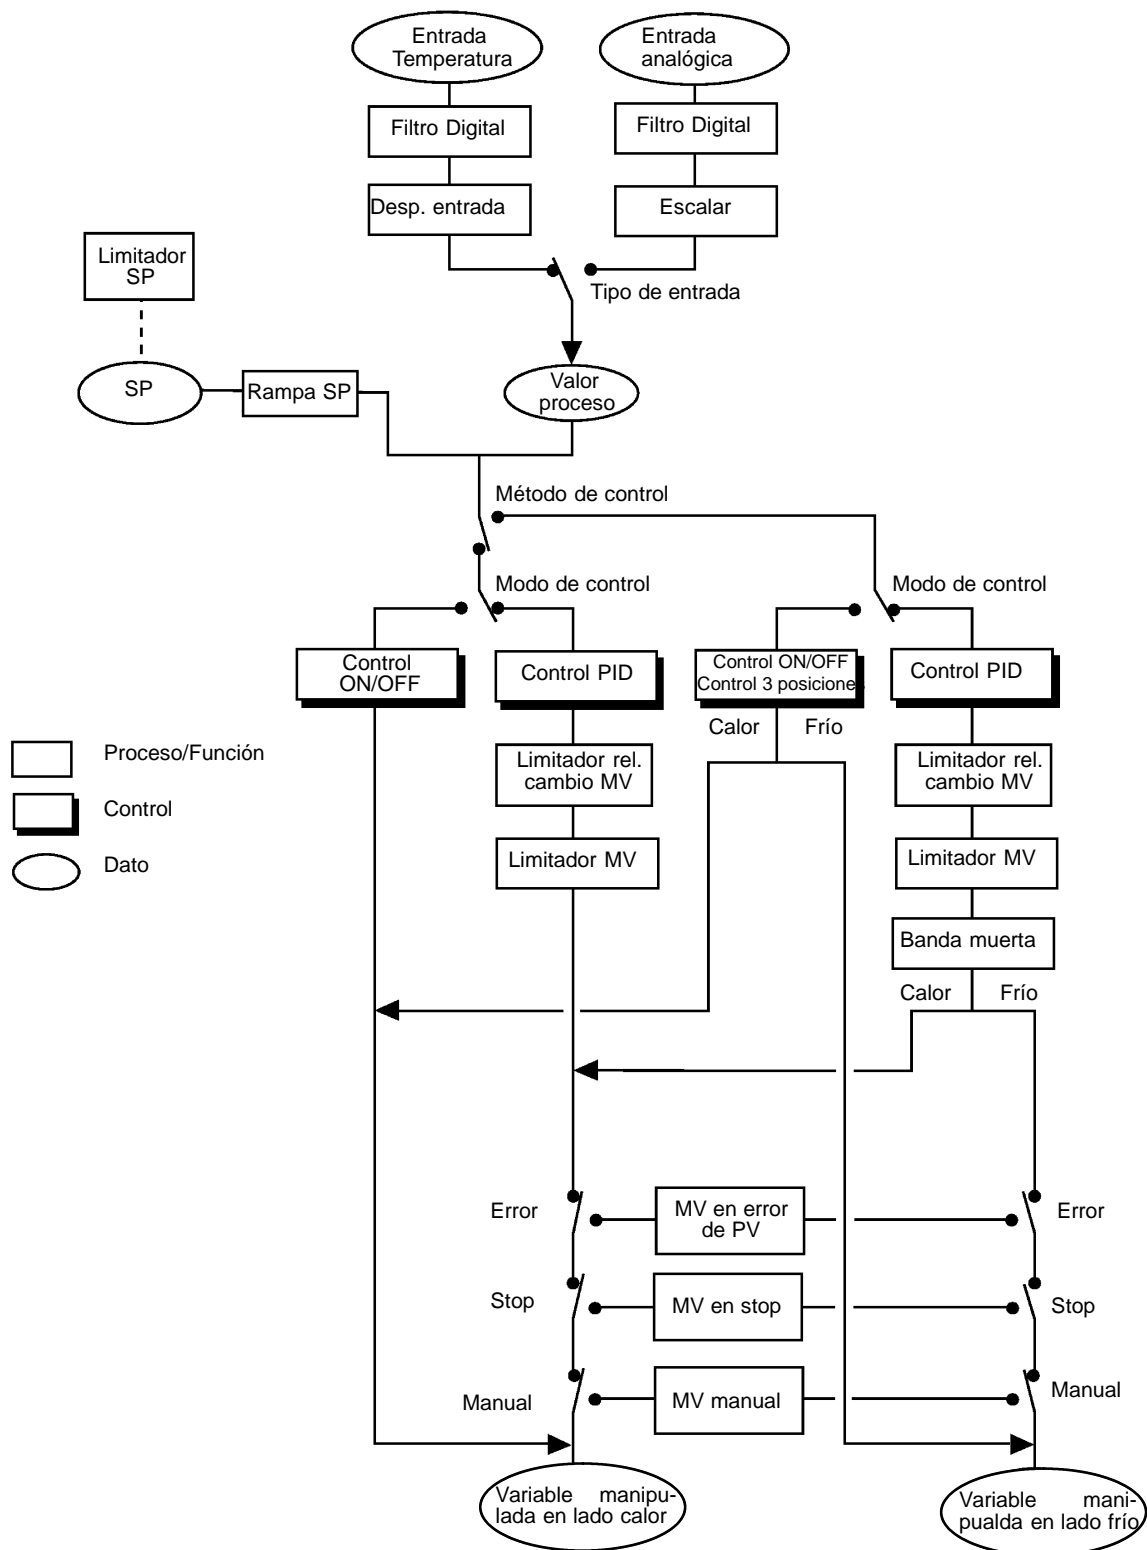 Entrada
Temperatura
Entrada
analógica
Filtro Digital
Filtro Digital
Desp. entrada
Escalar
Limitador
SP
Tipo de entrada
SP
Rampa SP
Valor
proceso
Método de control
Modo de control
Modo de control
Control
ON/OFF
Control PID
Control ON/OFF
Control 3 posiciones
Control PID
Calor
Frío
Proceso/Función
Limitador rel.
cambio MV
Limitador rel.
cambio MV
Control
Limitador MV
Limitador MV
Dato
Banda muerta
Calor
Frío
Error
MV en error
de PV
Error
Stop
MV en stop
Stop
Manual
MV manual
Manual
Variable manipu-
lada en lado calor
Variable mani-
pualda en lado frío